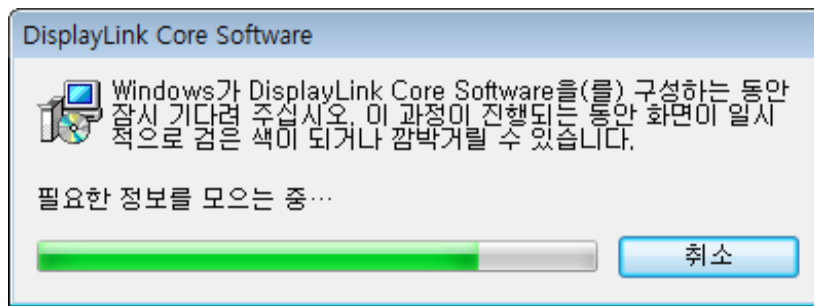 DisplayLink Core Software
Windows가 DisplayLink Core Software을(를) 구성하는 동안
잠시 기다려 주십시오. 이 과정이 진행되는 동안 화면이 일시
적으로 검은 색이 되거나 깜박거릴 수 있습니다.
필요한 정보를 모으는 중…
취소